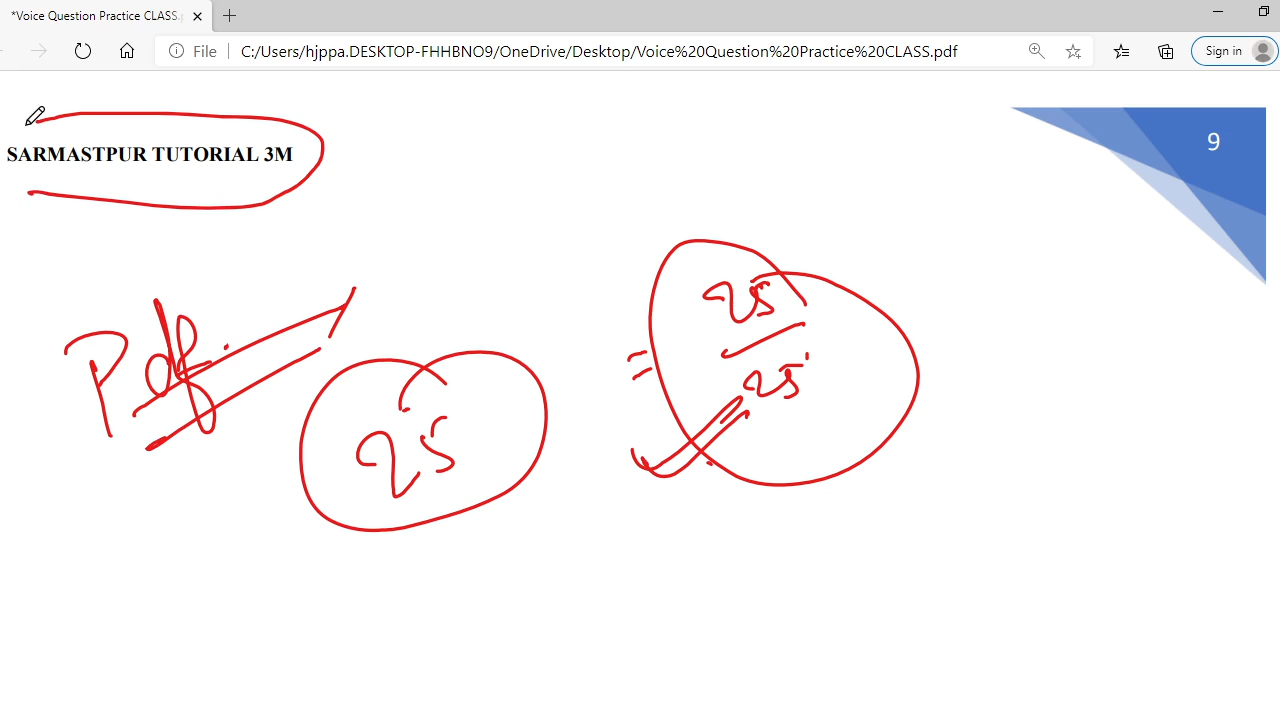 *Voice Question Practice CLASS.p
File
C:/Users/hjppa.DESKTOP-FHHBNO9/OneDrive/Desktop/Voice%20Question%20Practice%20CLASS.pdf
Sign in
9
SARMASTPUR TUTORIAL 3M
25
Pdf.
= 25
25